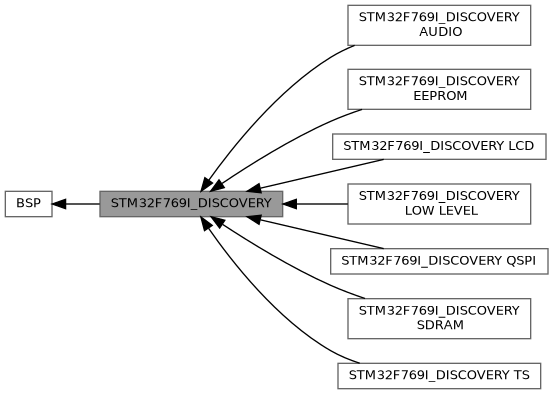 STM32F769I_DISCOVERY
AUDIO
STM32F769I_DISCOVERY
EEPROM
STM32F769I_DISCOVERY LCD
BSP
STM32F769I_DISCOVERY
STM32F769I_DISCOVERY
LOW LEVEL
STM32F769I_DISCOVERY QSPI
STM32F769I_DISCOVERY
SDRAM
STM32F769I_DISCOVERY TS